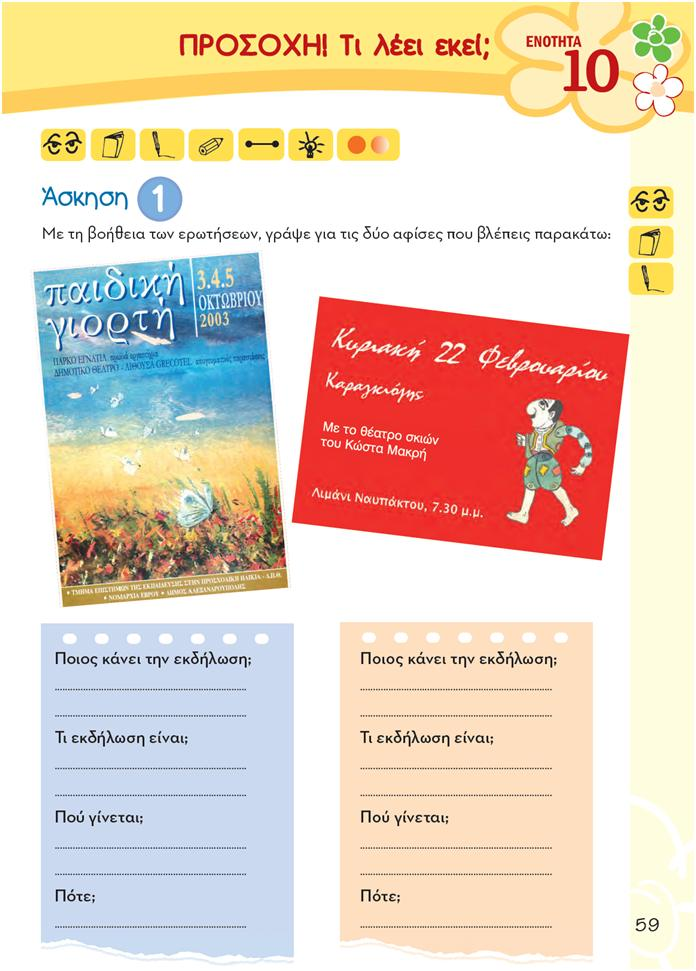 ΠΡΟΣΟΧΗ! Τι λέει εκεί;
ΕΝΟΤΗΤΑ
10
Άσκηση 1
Με τη βοήθεια των ερωτήσεων, γράψε για τις δύο αφίσες που βλέπεις παρακάτω:
παιδική
γιορτή
3.4.5
ΟΚΤΩΒΡΙΟΥ
2003
ΠΑΡΚΟ ΕΓΝΑΤΙΑ πρωινά εργαστήρια
ΔΗΜΟΤΙΚΟ ΘΕΑΤΡΟ - ΑΙΘΟΥΣΑ GRECOTEL απογευματινές παραστάσεις
• ΤΜΗΜΑ ΕΠΙΣΤΗΜΩΝ ΤΗΣ ΕΚΠΑΙΔΕΥΣΗΣ ΣΤΗΝ ΠΡΟΣΧΟΛΙΚΗ ΗΛΙΚΙΑ - Δ.Π.Θ.
• ΝΟΜΑΡΧΙΑ ΕΒΡΟΥ • ΔΗΜΟΣ ΑΛΕΞΑΝΔΡΟΥΠΟΛΗΣ
Κυριακή 22 Φεβρουαρίου
Καραγκιόζης
Με το θέατρο σκιών
του Κώστα Μακρή
Λιμάνι Ναυπάκτου, 7.30 μ.μ.
Ποιος κάνει την εκδήλωση;
Τι εκδήλωση είναι;
Πού γίνεται;
Πότε;
Ποιος κάνει την εκδήλωση;
Τι εκδήλωση είναι;
Πού γίνεται;
Πότε;
59